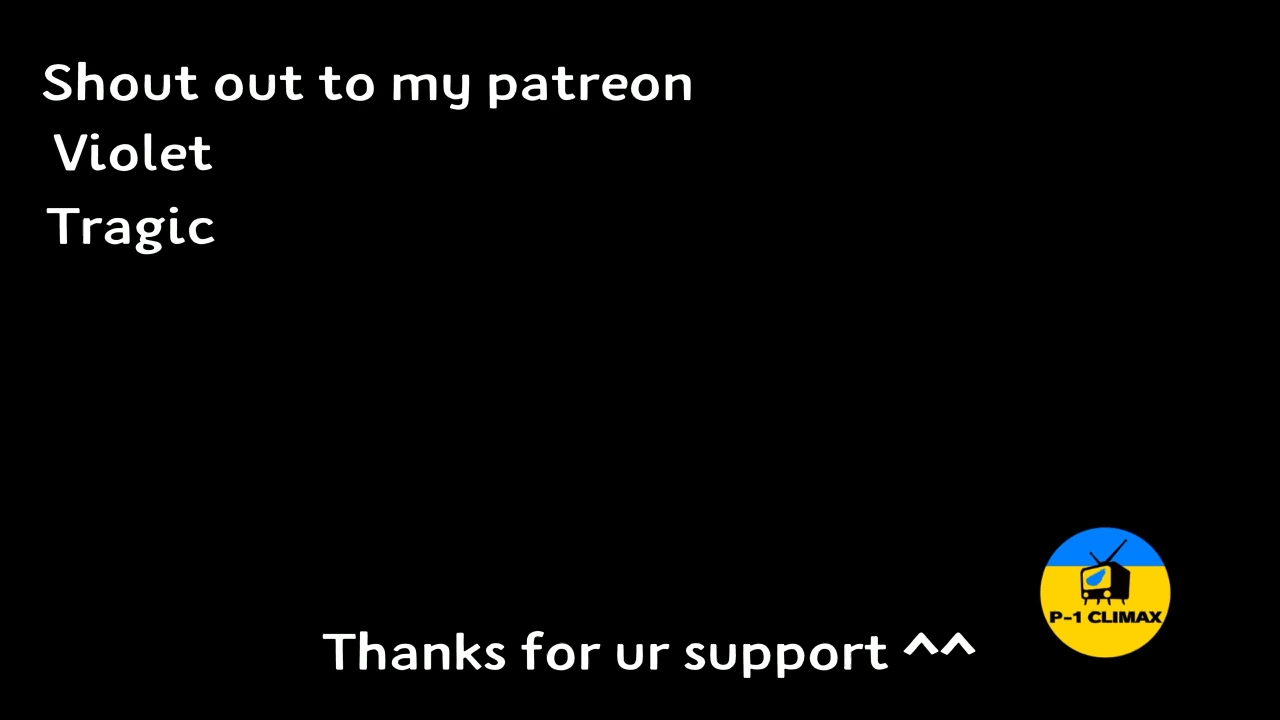 Shout out to my patreon
Violet
Tragic
P-1 CLIMAX
Thanks for ur support ^^